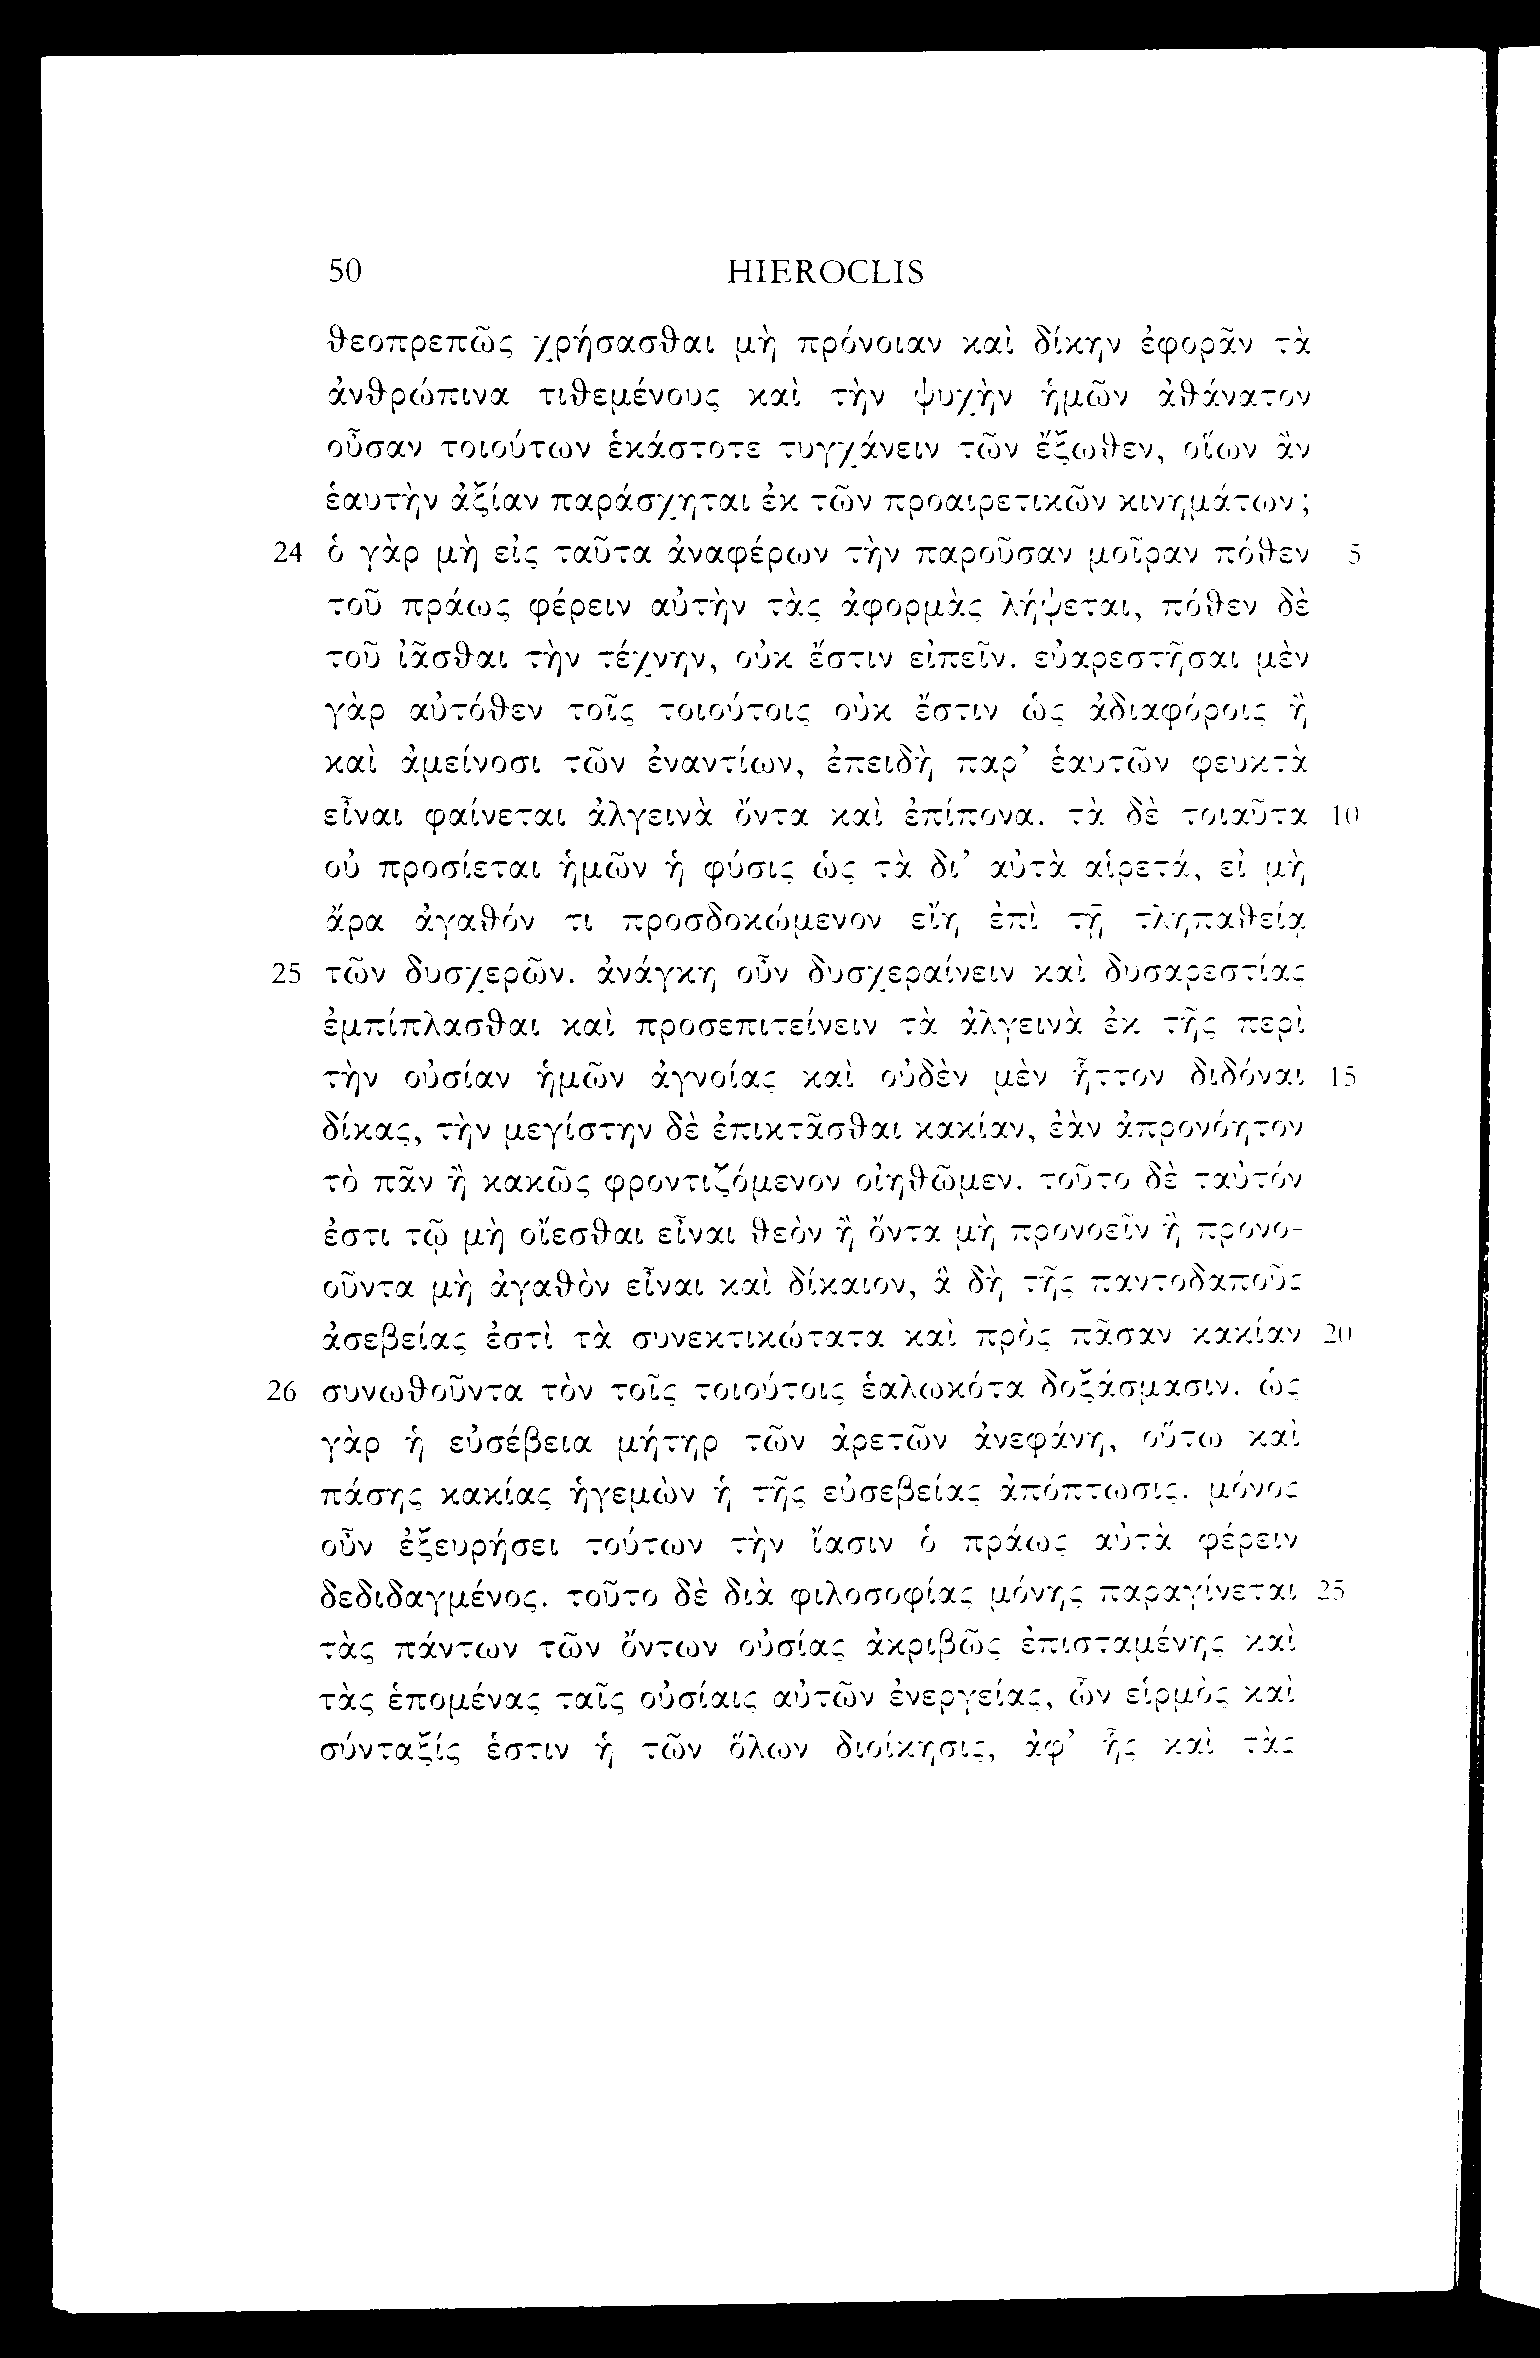 50 HIEROCLIS
θεοπρεπῶς χρήσασθαι μὴ πρόνοιαν καὶ δίκην ἐφορᾶν τὰ
ἀνθρώπινα τιθεμένους καὶ τὴν ψυχὴν ἡμῶν ἀθάνατον
οὖσαν τοιούτων ἑκάστοτε τυγχάνειν τῶν ἔξωθεν, οἵων ἂν
ἑαυτὴν ἀξίαν παράσχηται ἐκ τῶν προαιρετικῶν κινημάτων;
24 ὁ γὰρ μὴ εἰς ταῦτα ἀναφέρων τὴν παροῦσαν μοῖραν πόθεν 5
τοῦ πράως φέρειν αὐτὴν τὰς ἀφορμὰς λήψεται, πόθεν δὲ
τοῦ ἰᾶσθαι τὴν τέχνην, οὐκ ἔστιν εἰπεῖν. εὐαρεστῆσαι μὲν
γὰρ αὐτόθεν τοῖς τοιούτοις οὐκ ἔστιν ὡς ἀδιαφόροις ἢ
καὶ ἀμείνοσι τῶν ἐναντίων, ἐπειδὴ παρ’ ἑαυτῶν φευκτὰ
εἶναι φαίνεται ἀλγεινὰ ὄντα καὶ ἐπίπονα. τὰ δὲ τοιαῦτα 10
οὐ προσίεται ἡμῶν ἡ φύσις ὡς τὰ δι’ αὐτὰ αἱρετά, εἰ μὴ
ἄρα ἀγαθόν τι προσδοκώμενον εἴη ἐπὶ τῇ τληπαθείᾳ
25 τῶν δυσχερῶν. ἀνάγκη οὖν δυσχεραίνειν καὶ δυσαρεστίας
ἐμπίπλασθαι καὶ προσεπιτείνειν τὰ ἀλγεινὰ ἐκ τῆς περὶ
τὴν οὐσίαν ἡμῶν ἀγνοίας καὶ οὐδὲν μὲν ἧττον διδόναι 15
δίκας, τὴν μεγίστην δὲ ἐπικτᾶσθαι κακίαν, ἐὰν ἀπρονόητον
τὸ πᾶν ἢ κακῶς φροντιζόμενον οἰηθῶμεν. τοῦτο δὲ ταὐτόν
ἐστι τῷ μὴ οἴεσθαι εἶναι θεὸν ἢ ὄντα μὴ προνοεῖν ἢ προνο-
οῦντα μὴ ἀγαθὸν εἶναι καὶ δίκαιον, ἃ δὴ τῆς παντοδαποῦς
ἀσεβείας ἐστὶ τὰ συνεκτικώτατα καὶ πρὸς πᾶσαν κακίαν 20
26 συνωθοῦντα τὸν τοῖς τοιούτοις ἑαλωκότα δοξάσμασιν. ὡς
γὰρ ἡ εὐσέβεια μήτηρ τῶν ἀρετῶν ἀνεφάνη, οὕτω καὶ
πάσης κακίας ἡγεμὼν ἡ τῆς εὐσεβείας ἀπόπτωσις. μόνος
οὖν ἐξευρήσει τούτων τὴν ἴασιν ὁ πράως αὐτὰ φέρειν
δεδιδαγμένος. τοῦτο δὲ διὰ φιλοσοφίας μόνης παραγίνεται 25
τὰς πάντων τῶν ὄντων οὐσίας ἀκριβῶς ἐπισταμένης καὶ
τὰς ἑπομένας ταῖς οὐσίαις αὐτῶν ἐνεργείας, ὧν εἱρμὸς καὶ
σύνταξίς ἐστιν ἡ τῶν ὅλων διοίκησις, ἀφ’ ἧς καὶ τὰς